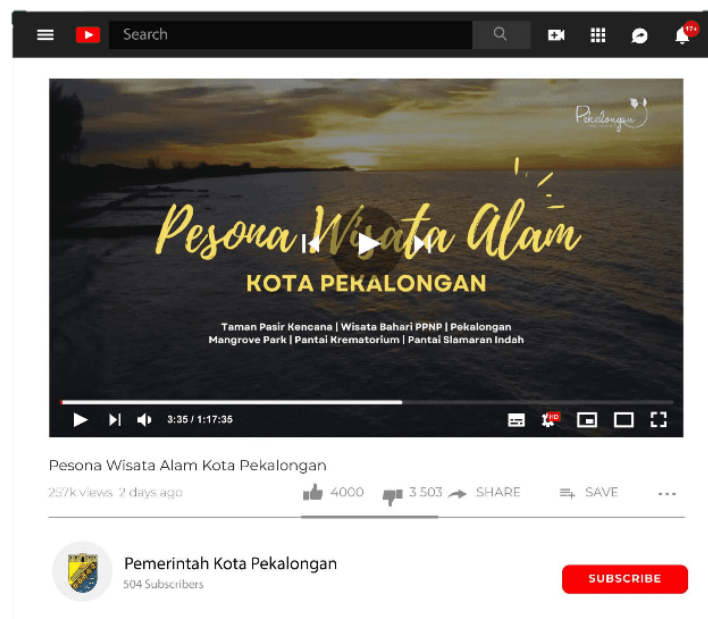 Search
17+
Pekalongan
Pesona Wisata Alam
KOTA PEKALONGAN
Taman Pasir Kencana | Wisata Bahari PPNP | Pekalongan
Mangrove Park | Pantai Krematorium | Pantai Slamaran Indah
3:35 / 1:17:35
HD
Pesona Wisata Alam Kota Pekalongan
257k views 2 days ago
4000
3 503
SHARE
SAVE
Pemerintah Kota Pekalongan
504 Subscribers
SUBSCRIBE